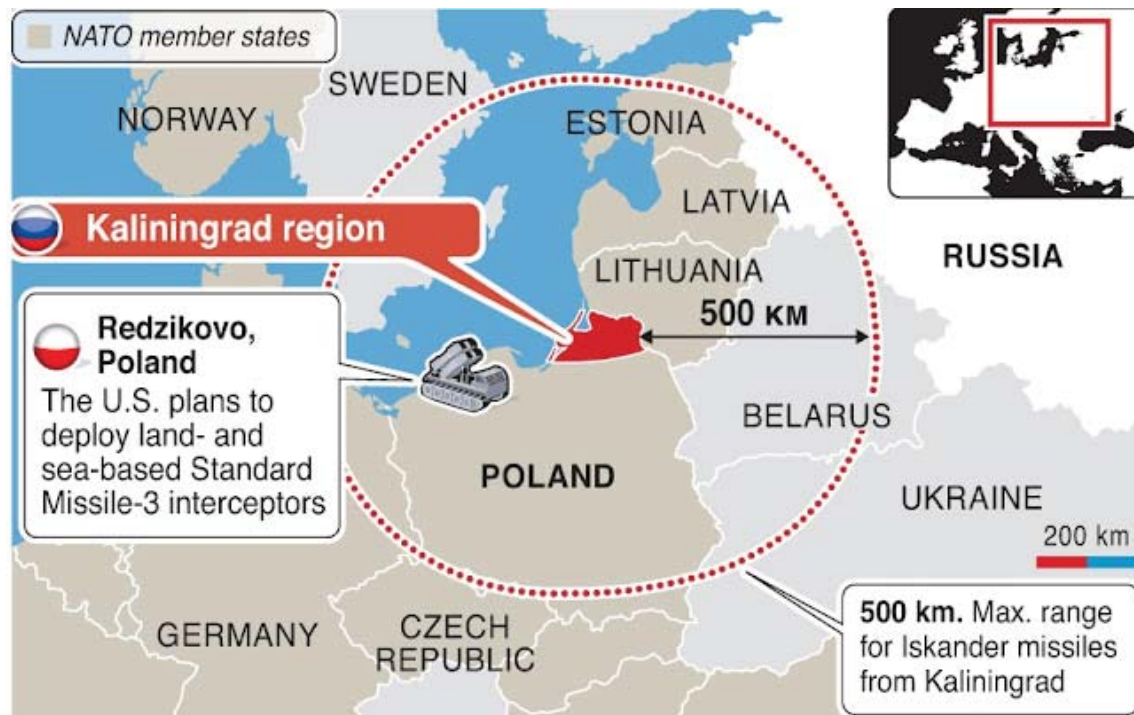 NATO member states
NORWAY
SWEDEN
ESTONIA
LATVIA
LITHUANIA
RUSSIA
Kaliningrad region
500 км
Redzikovo,
Poland
The U.S. plans to
deploy land- and
sea-based Standard
Missile-3 interceptors
BELARUS
POLAND
UKRAINE
200 km
GERMANY
CZECH
REPUBLIC
500 km. Max. range
for Iskander missiles
from Kaliningrad